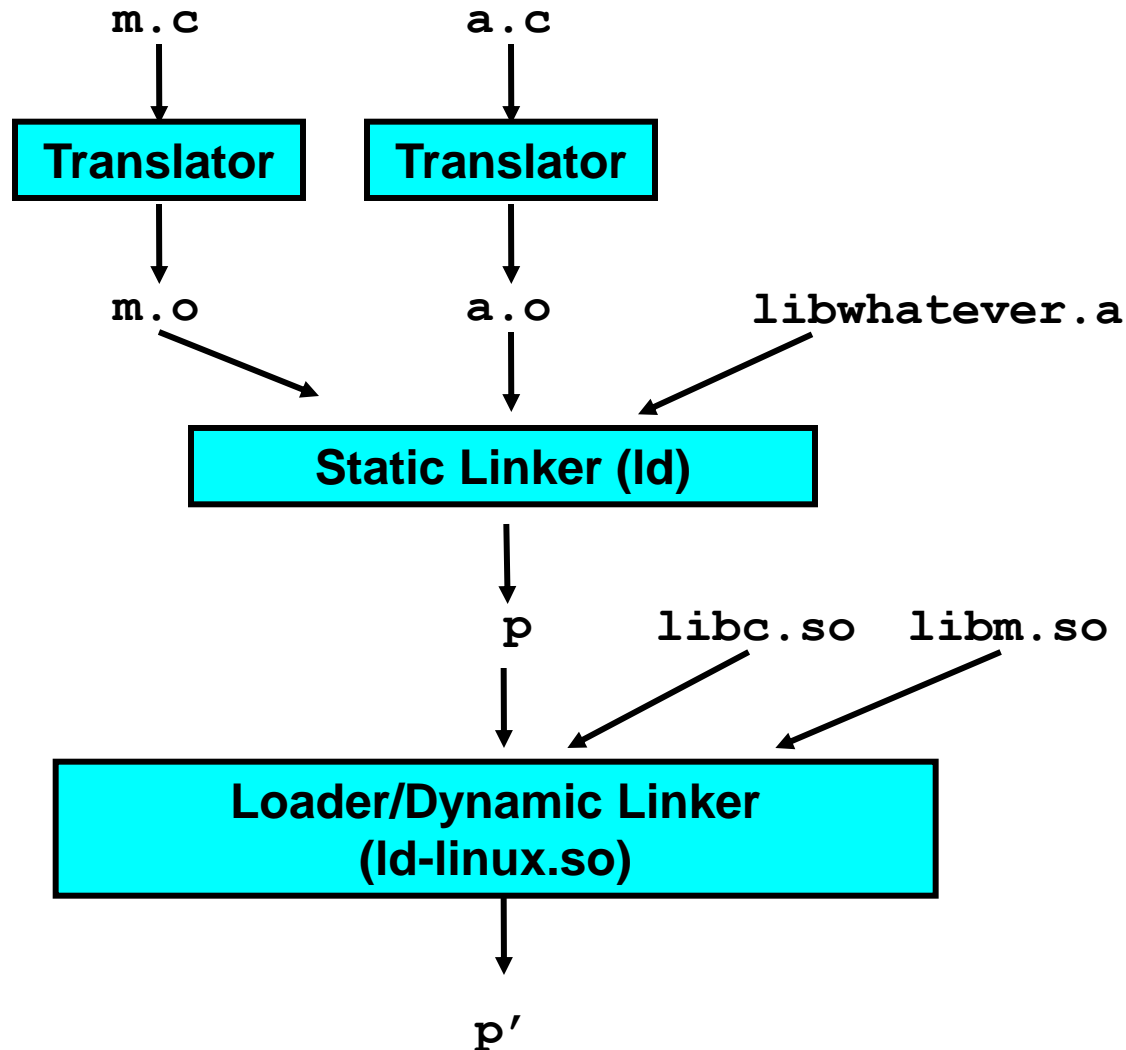 m.c a.c
Translator Translator
m.o a.o libwhatever.a
Static Linker (ld)
p libc.so libm.so
Loader/Dynamic Linker
(ld-linux.so)
p′